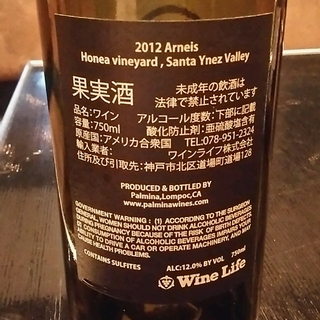 2012 Arneis
Honea vineyard , Santa Ynez Valley
果実酒 未成年の飲酒は
法律で禁止されています
品名:ワイン アルコール度数:下部に記載
容量:750ml 酸化防止剤:亜硫酸塩含有
原産国:アメリカ合衆国 TEL:078-951-2324
輸入業者: ワインライフ株式会社
住所及び引取先:神戸市北区道場町道場128
PRODUCED & BOTTLED BY
Palmina, Lompoc, CA
www.palminawines.com
GOVERNMENT WARNING : (1) ACCORDING TO THE SURGEON
GENERAL, WOMEN SHOULD NOT DRINK ALCOHOLIC BEVERAGES
DURING PREGNANCY BECAUSE OF THE RISK OF BIRTH DEFECTS.
CONSUMPTION OF ALCOHOLIC BEVERAGES IMPAIRS YOUR
ABILITY TO DRIVE A CAR OR OPERATE MACHINERY, AND MAY
CAUSE HEALTH PROBLEMS.
CONTAINS SULFITES ALC:12.0% BY VOL 750ml
Wine Life